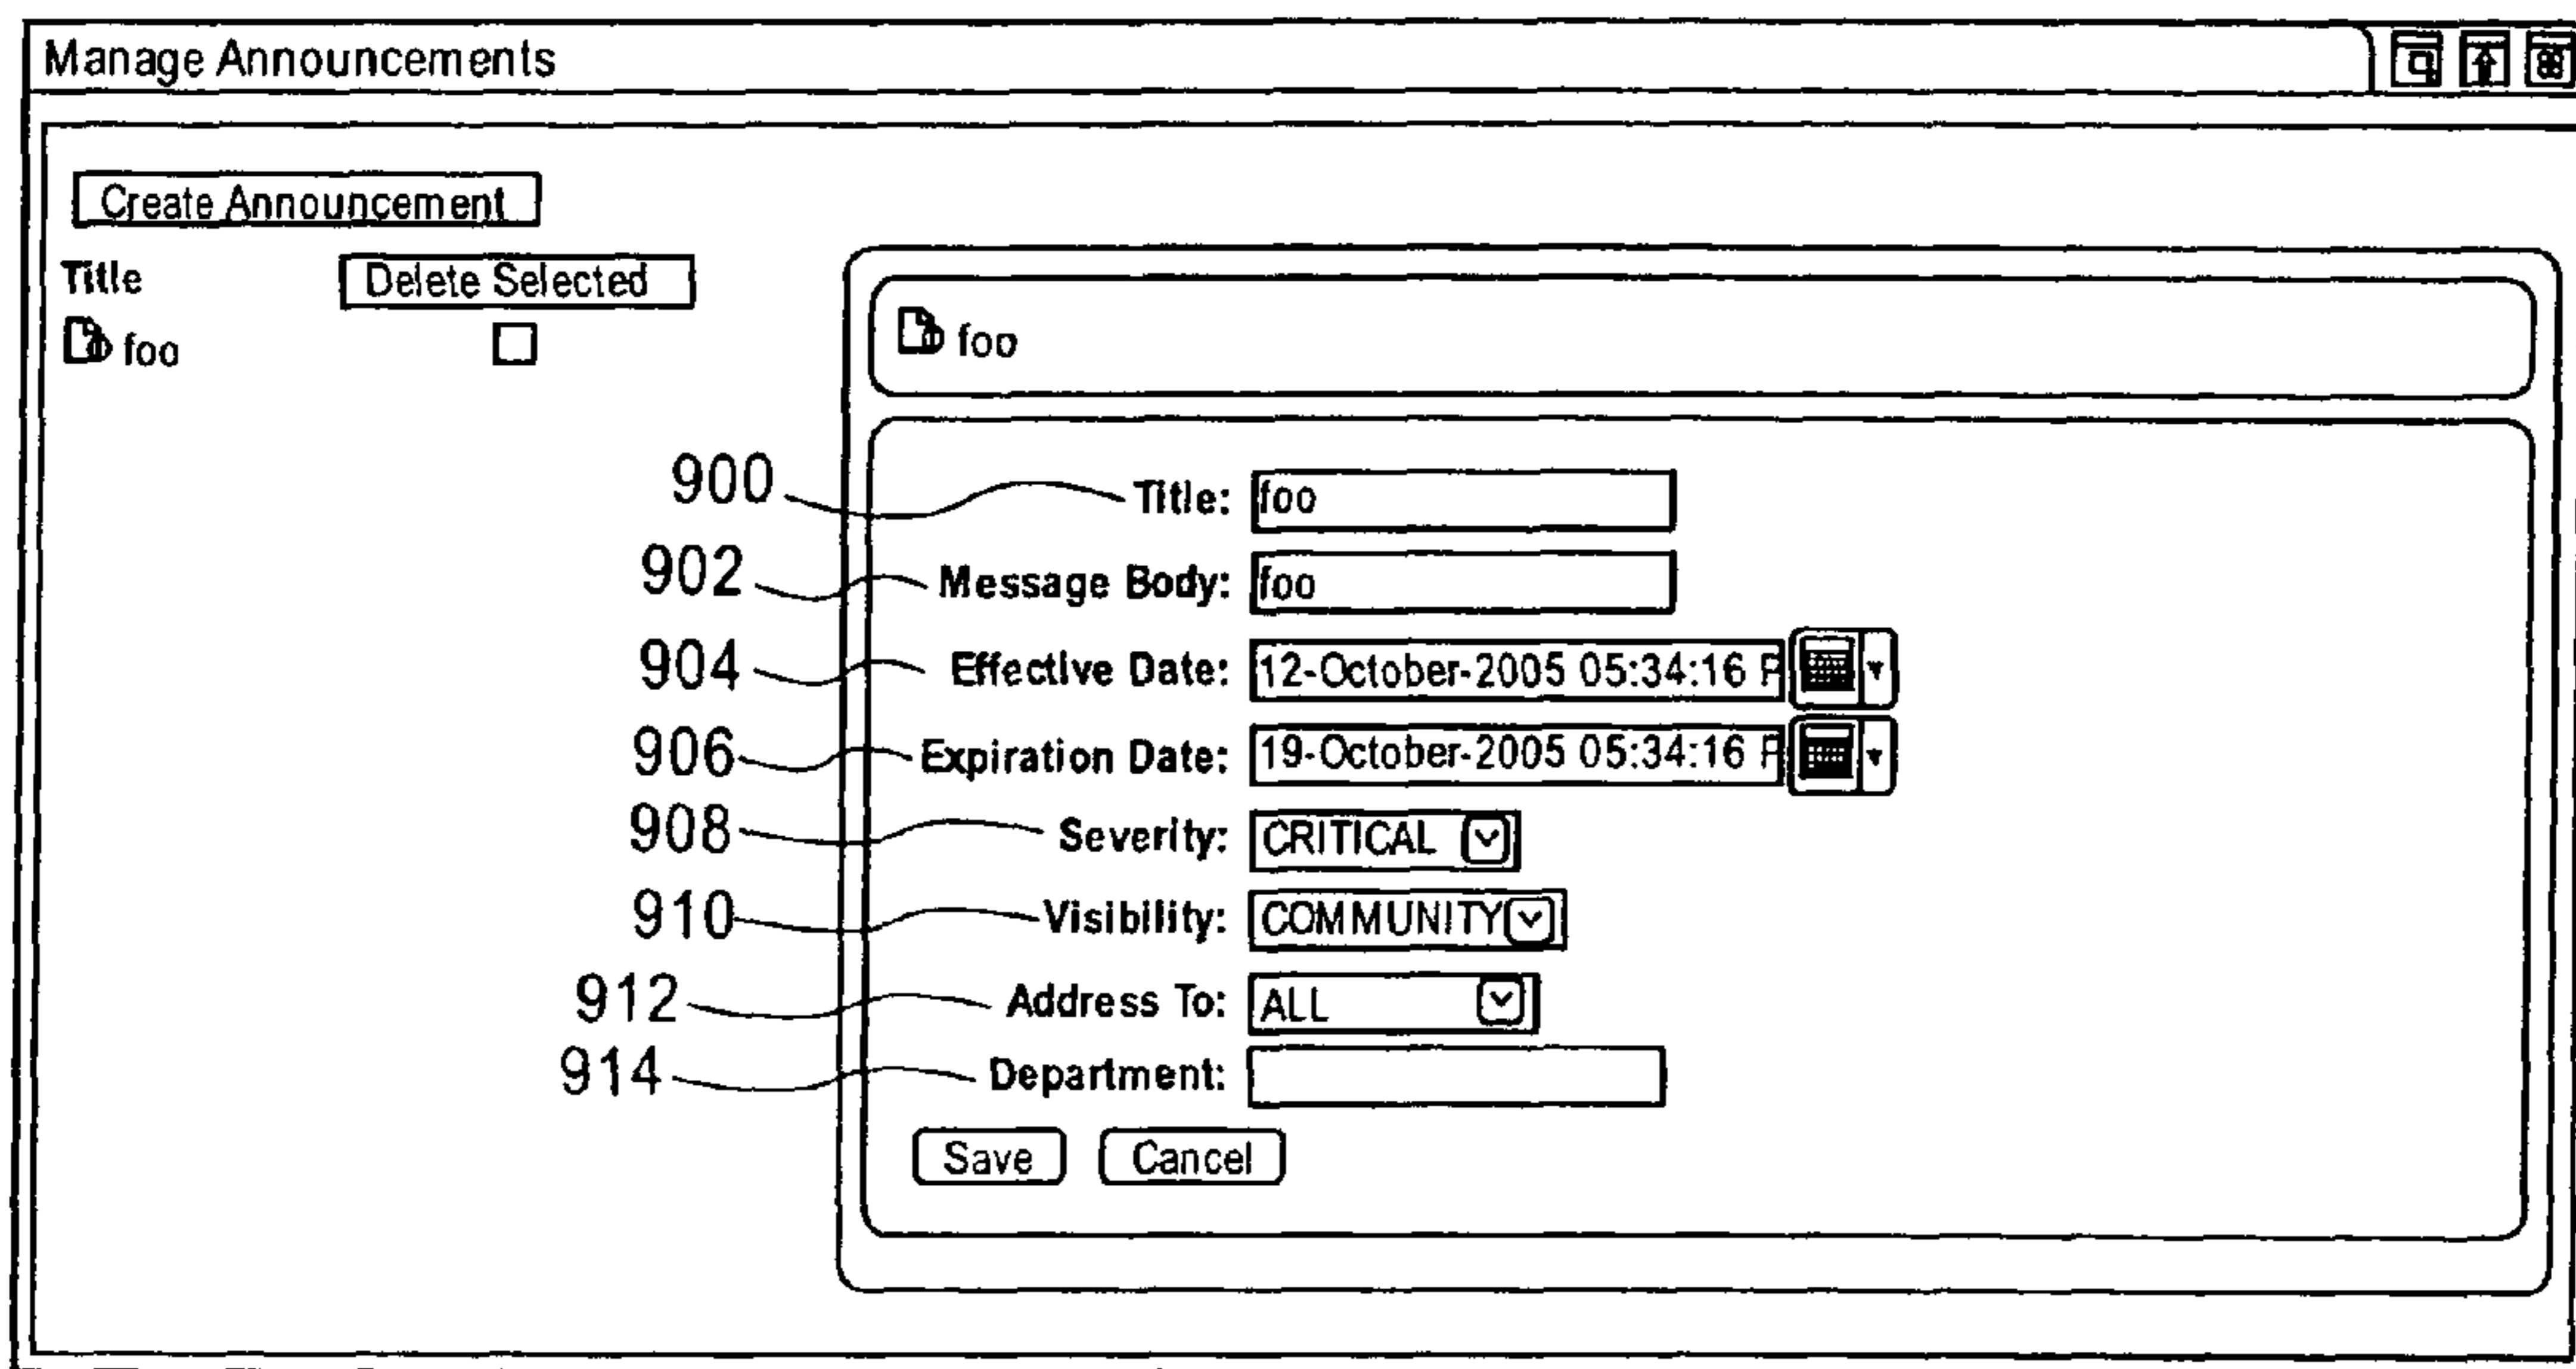 Manage Announcements
Create Announcement
Title Delete Selected
foo
foo
900 Title: foo
902 Message Body: foo
904 Effective Date: 12-October-2005 05:34:16
906 Expiration Date: 19-October-2005 05:34:16
908 Severity: CRITICAL
910 Visibility: COMMUNITY
912 Address To: ALL
914 Department:
Save Cancel